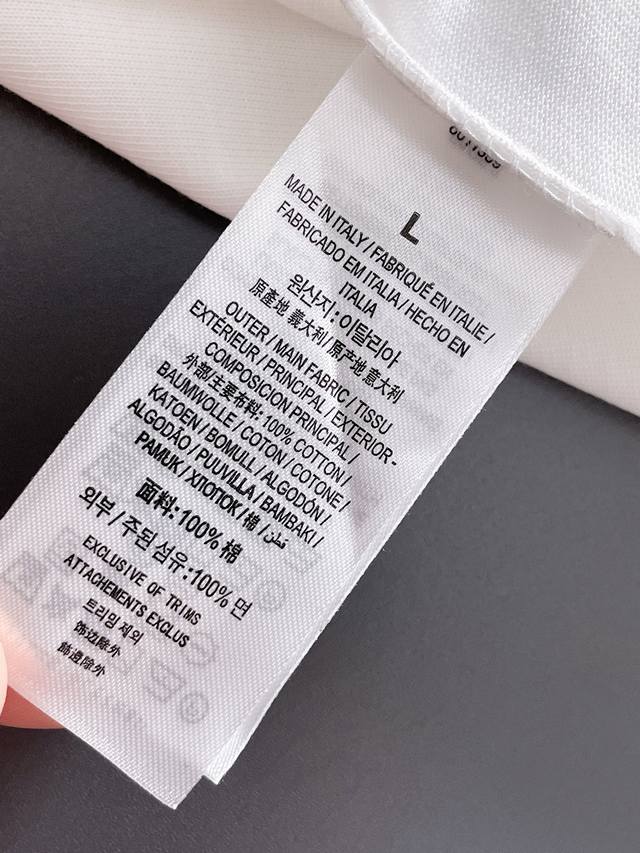 L
MADE IN ITALY / FABRIQUÉ EN ITALIE /
FABRICADO EM ITALIA / HECHO EN
ITALIA
원산지 : 이탈리아
原產地 義大利 / 原产地 意大利
OUTER / MAIN FABRIC / TISSU
EXTÉRIEUR / PRINCIPAL / EXTERIOR -
COMPOSICIÓN PRINCIPAL /
外部主要布料: 100% COTTON /
BAUMWOLLE / COTON / COTONE /
KATOEN / BOMULL / ALGODÓN /
ALGODÃO / PUUVILLA / BAMBAKI /
PAMUK / ХЛОПОК / 棉 / قطن
面料: 100% 棉
외부 / 주된 섬유 : 100% 면
EXCLUSIVE OF TRIMS
ATTACHEMENTS EXCLUS
트리밍 제외
饰边除外
飾邊除外